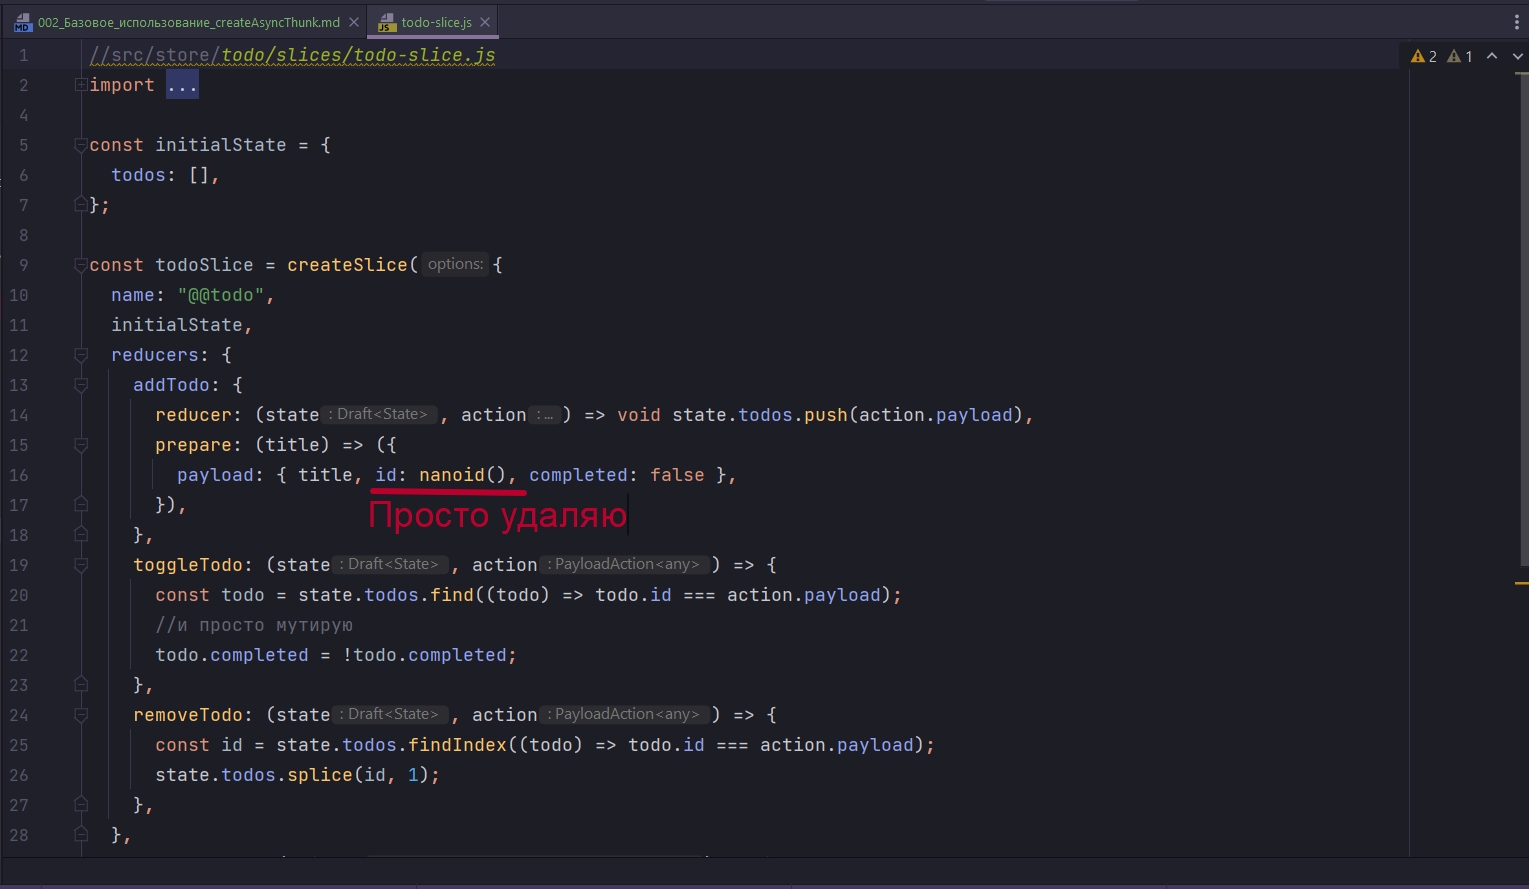 002_Базовое_использование_createAsyncThunk.md
todo-slice.js
2 1
1 //src/store/todo/slices/todo-slice.js
2 import ...
4
5 const initialState = {
6 todos: [],
7 };
8
9 const todoSlice = createSlice( options: {
10 name: "@@todo",
11 initialState,
12 reducers: {
13 addTodo: {
14 reducer: (state : Draft<State> , action : ... ) => void state.todos.push(action.payload),
15 prepare: (title) => ({
16 payload: { title, id: nanoid(), completed: false },
17 }),
Просто удаляю
18 },
19 toggleTodo: (state : Draft<State> , action : PayloadAction<any> ) => {
20 const todo = state.todos.find((todo) => todo.id === action.payload);
21 //и просто мутирую
22 todo.completed = !todo.completed;
23 },
24 removeTodo: (state : Draft<State> , action : PayloadAction<any> ) => {
25 const id = state.todos.findIndex((todo) => todo.id === action.payload);
26 state.todos.splice(id, 1);
27 },
28 },